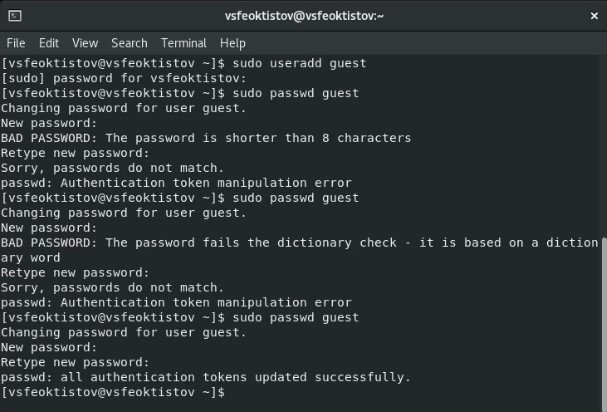 vsfeoktistov@vsfeoktistov:~
File Edit View Search Terminal Help
[vsfeoktistov@vsfeoktistov ~]$ sudo useradd guest
[sudo] password for vsfeoktistov:
[vsfeoktistov@vsfeoktistov ~]$ sudo passwd guest
Changing password for user guest.
New password:
BAD PASSWORD: The password is shorter than 8 characters
Retype new password:
Sorry, passwords do not match.
passwd: Authentication token manipulation error
[vsfeoktistov@vsfeoktistov ~]$ sudo passwd guest
Changing password for user guest.
New password:
BAD PASSWORD: The password fails the dictionary check - it is based on a diction
ary word
Retype new password:
Sorry, passwords do not match.
passwd: Authentication token manipulation error
[vsfeoktistov@vsfeoktistov ~]$ sudo passwd guest
Changing password for user guest.
New password:
Retype new password:
passwd: all authentication tokens updated successfully.
[vsfeoktistov@vsfeoktistov ~]$